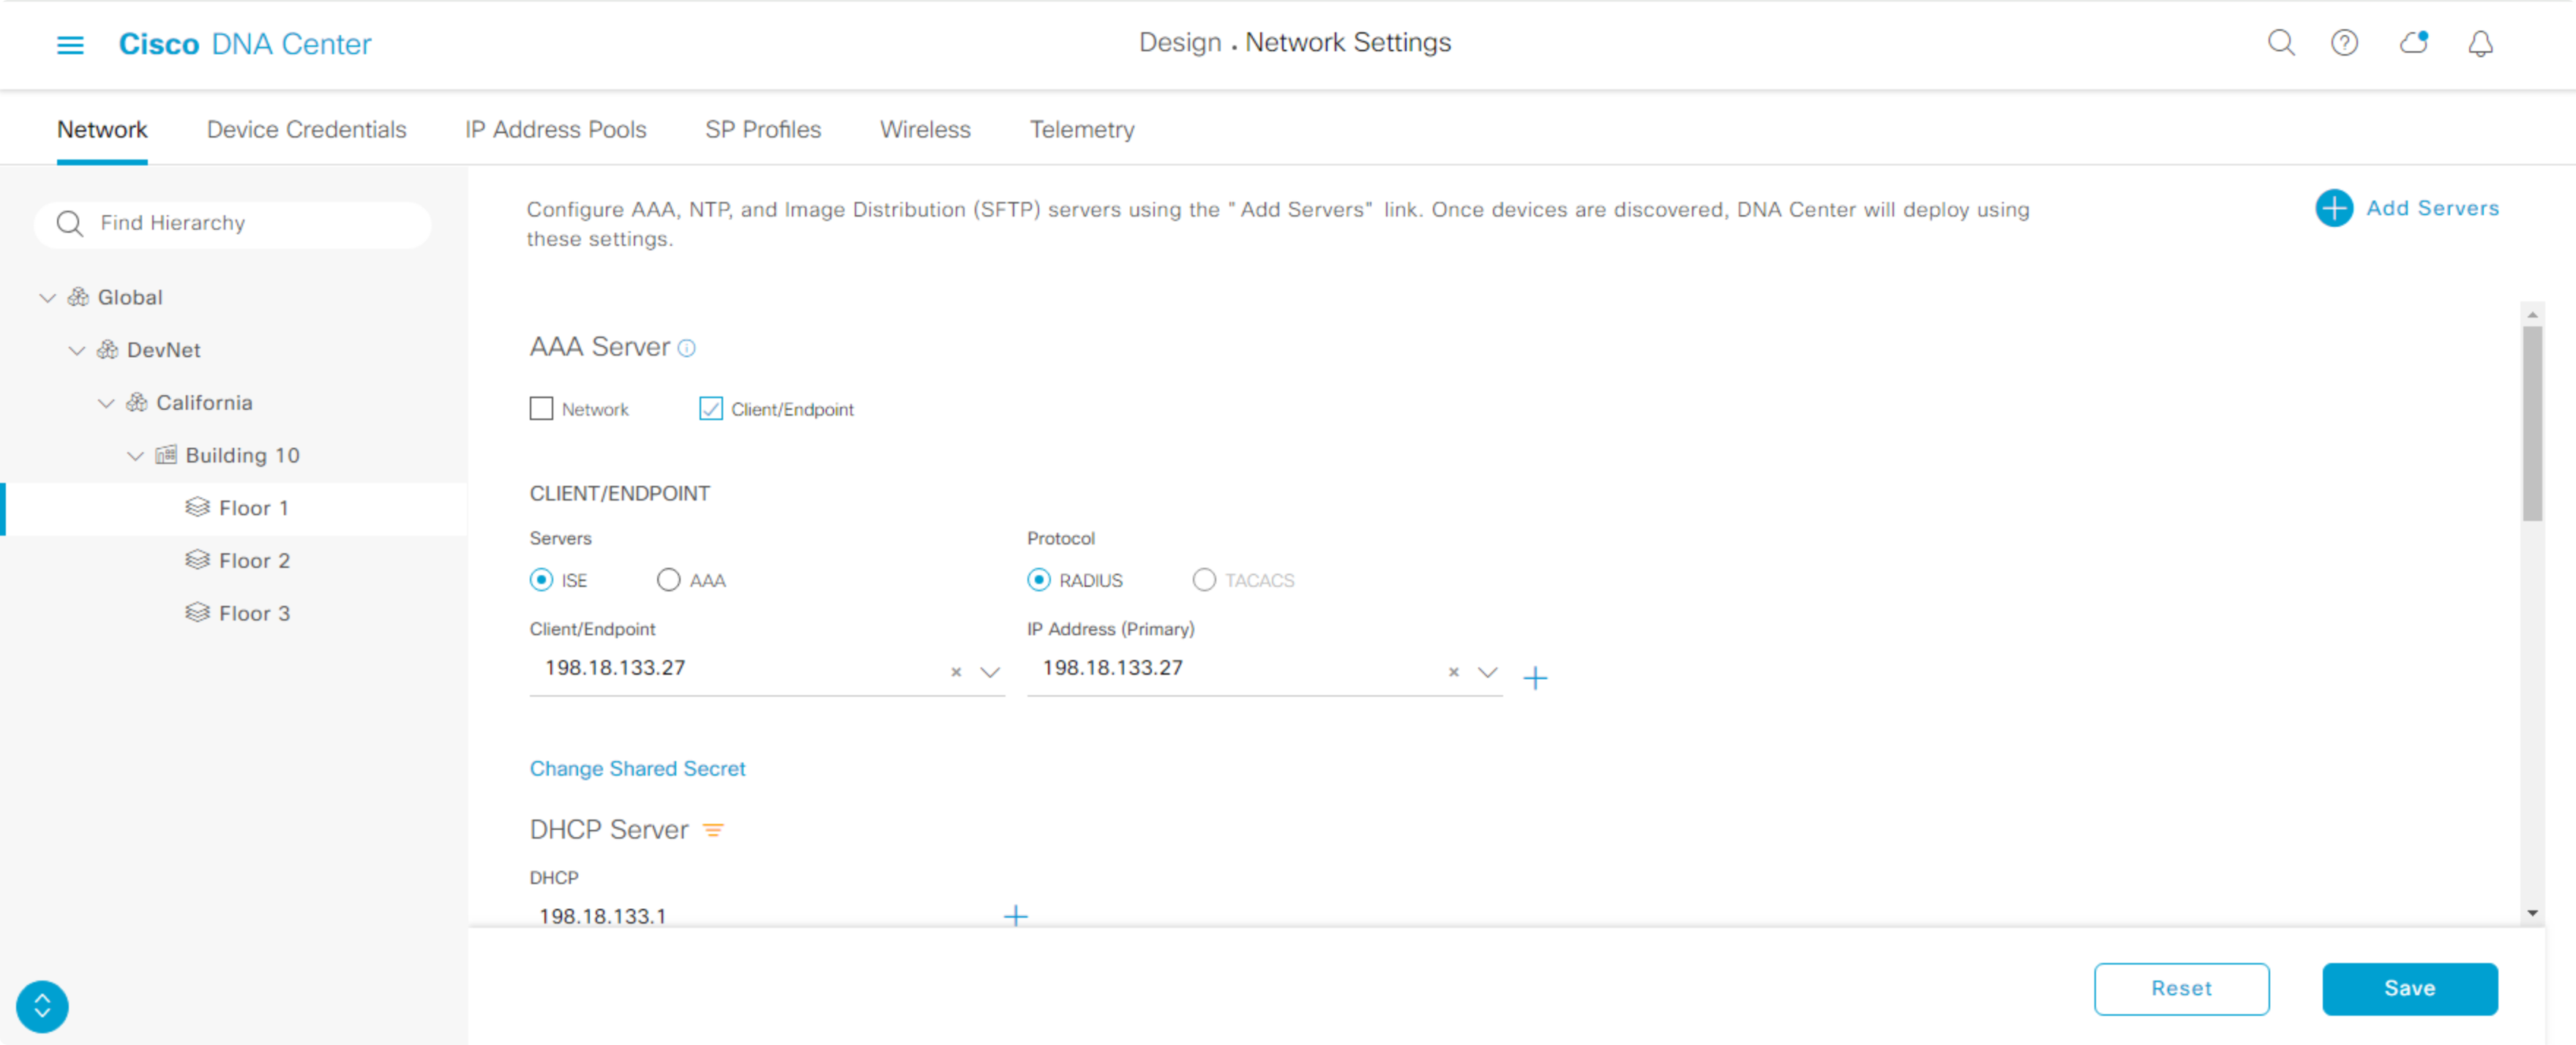 Cisco DNA Center
Design . Network Settings
Network Device Credentials IP Address Pools SP Profiles Wireless Telemetry
Find Hierarchy
Global
DevNet
California
Building 10
Floor 1
Floor 2
Floor 3
Configure AAA, NTP, and Image Distribution (SFTP) servers using the "Add Servers" link. Once devices are discovered, DNA Center will deploy using
these settings.
Add Servers
AAA Server
Network Client/Endpoint
CLIENT/ENDPOINT
Servers Protocol
ISE AAA RADIUS TACACS
Client/Endpoint IP Address (Primary)
198.18.133.27 198.18.133.27
Change Shared Secret
DHCP Server
DHCP
198.18.133.1
Reset Save